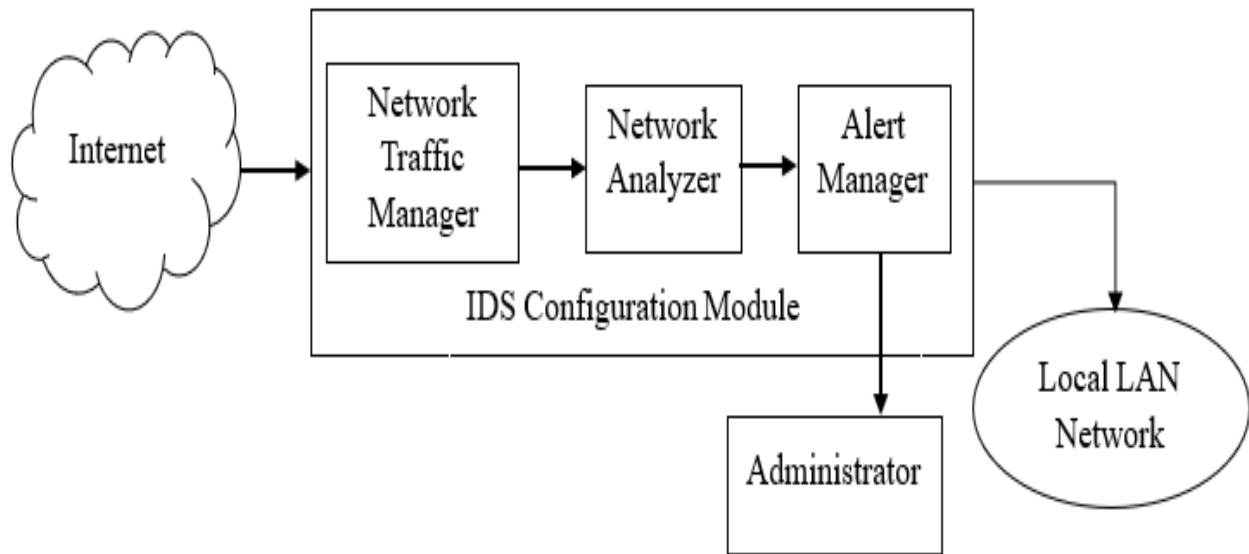 Internet
Network
Traffic
Manager
Network
Analyzer
Alert
Manager
IDS Configuration Module
Administrator
Local LAN
Network